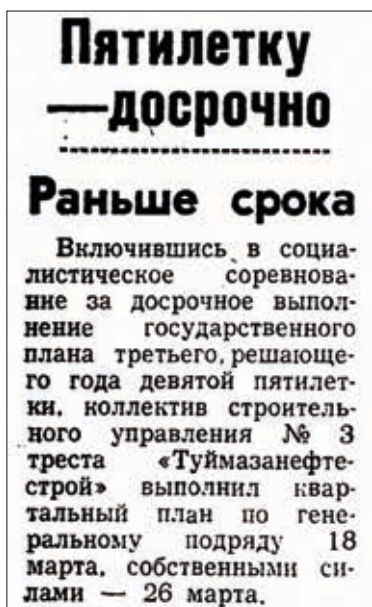 Пятилетку
—досрочно
Раньше срока
Включившись в социа-
листическое соревнова-
ние за досрочное выпол-
нение государственного
плана третьего, решающе-
го года девятой пятилет-
ки, коллектив строитель-
ного управления № 3
треста «Туймазанефте-
строй» выполнил квар-
тальный план по гене-
ральному подряду 18
марта, собственными си-
лами — 26 марта.